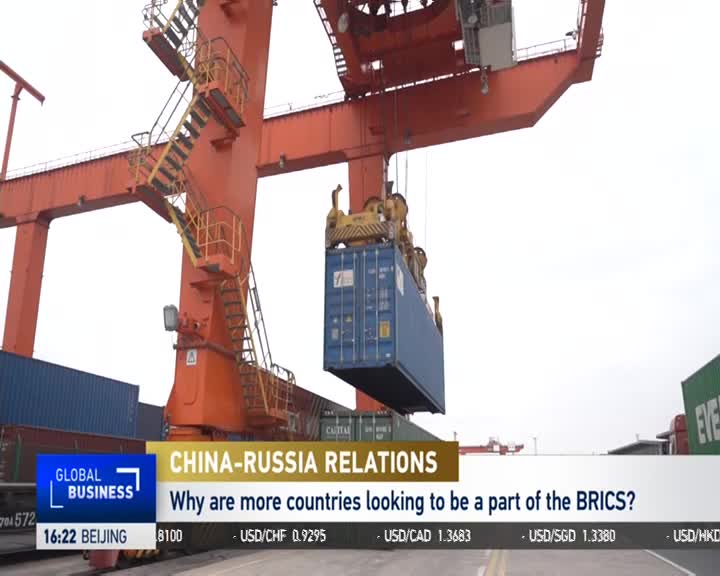 CAPITAL
EVE
CHINA-RUSSIA RELATIONS
GLOBAL
BUSINESS
Why are more countries looking to be a part of the BRICS?
16:22 BEIJING
.8100 - USD/CHF 0.9295 - USD/CAD 1.3683 - USD/SGD 1.3380 - USD/HKD